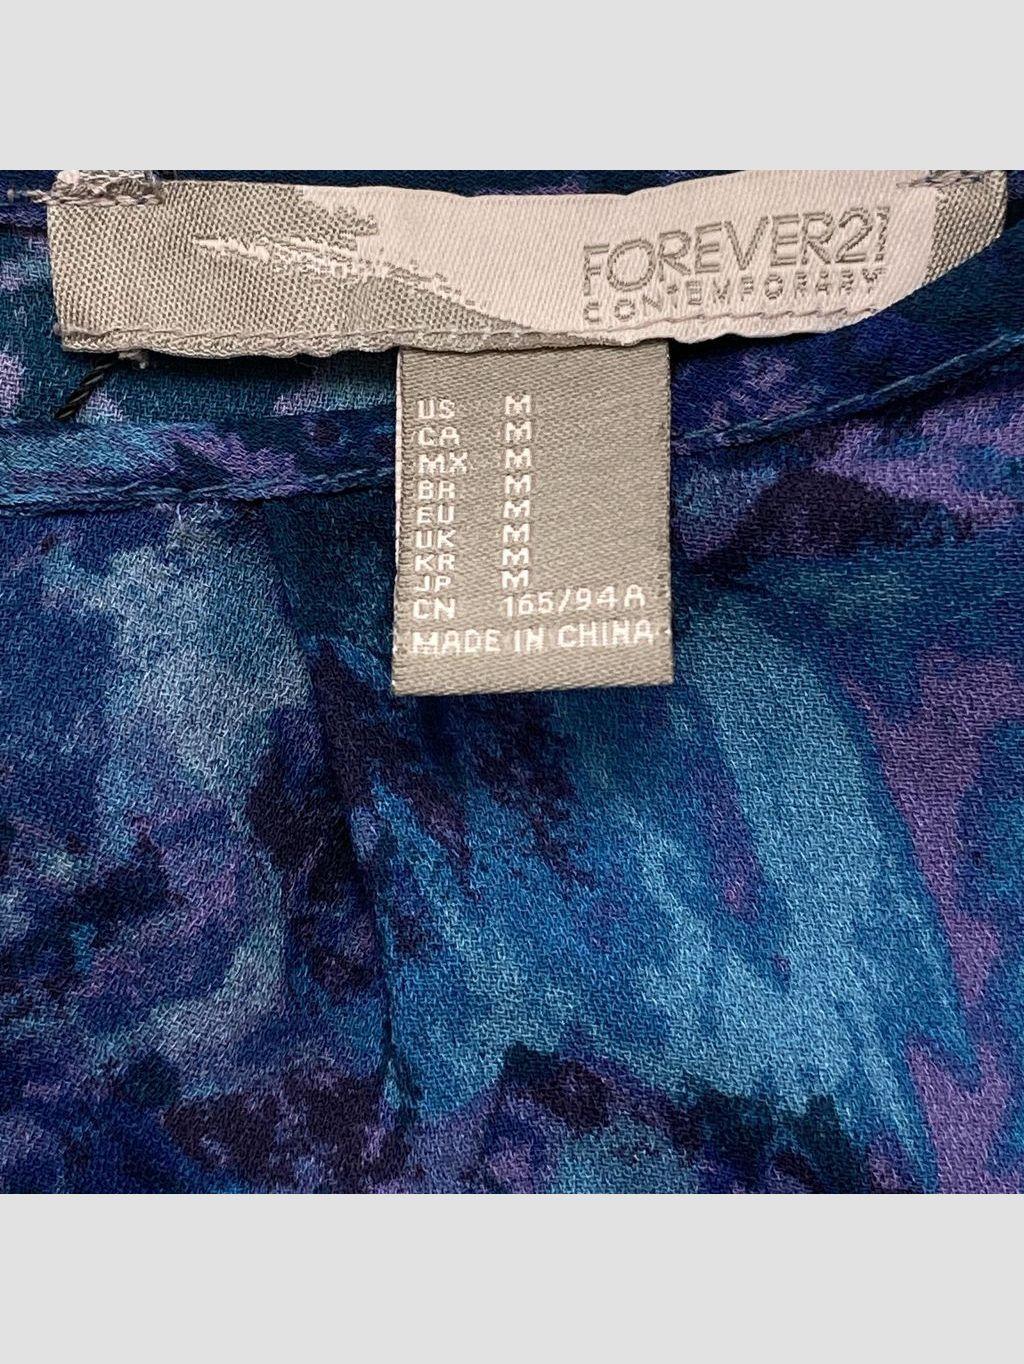 FOREVER21
CONTEMPORARY
US M
CA M
MX M
BR M
EU M
UK M
KR M
JP M
CN 165/94A
MADE IN CHINA